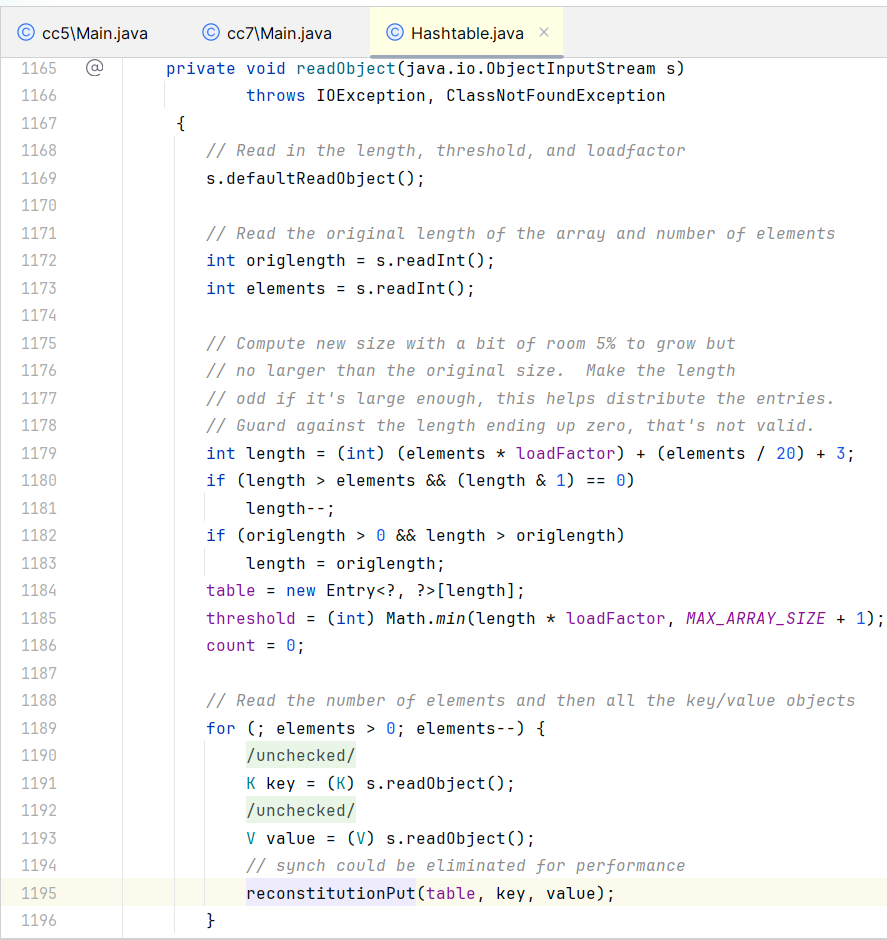 cc5\Main.java cc7\Main.java Hashtable.java
1165 private void readObject(java.io.ObjectInputStream s)
1166 throws IOException, ClassNotFoundException
1167 {
1168 // Read in the length, threshold, and loadfactor
1169 s.defaultReadObject();
1170
1171 // Read the original length of the array and number of elements
1172 int origlength = s.readInt();
1173 int elements = s.readInt();
1174
1175 // Compute new size with a bit of room 5% to grow but
1176 // no larger than the original size.  Make the length
1177 // odd if it's large enough, this helps distribute the entries.
1178 // Guard against the length ending up zero, that's not valid.
1179 int length = (int) (elements * loadFactor) + (elements / 20) + 3;
1180 if (length > elements && (length & 1) == 0)
1181 length--;
1182 if (origlength > 0 && length > origlength)
1183 length = origlength;
1184 table = new Entry<?, ?>[length];
1185 threshold = (int) Math.min(length * loadFactor, MAX_ARRAY_SIZE + 1);
1186 count = 0;
1187
1188 // Read the number of elements and then all the key/value objects
1189 for (; elements > 0; elements--) {
1190 /unchecked/
1191 K key = (K) s.readObject();
1192 /unchecked/
1193 V value = (V) s.readObject();
1194 // synch could be eliminated for performance
1195 reconstitutionPut(table, key, value);
1196 }